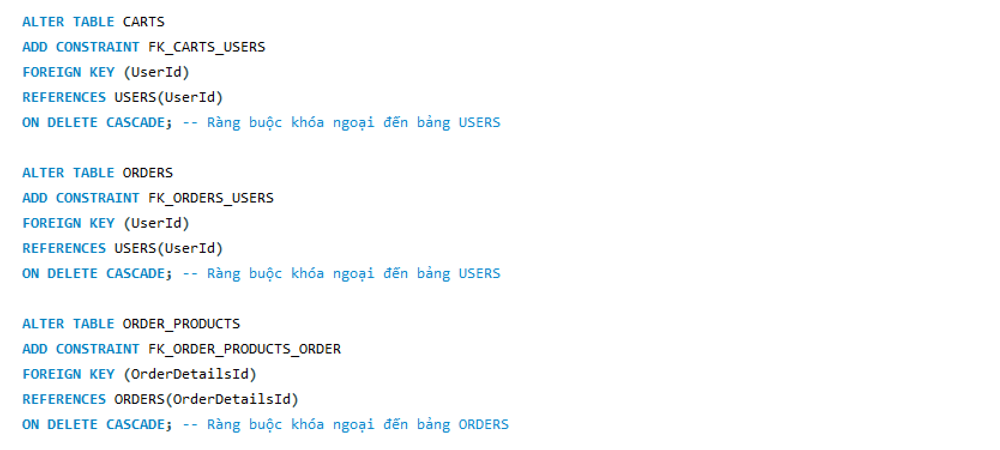 ALTER TABLE CARTS
ADD CONSTRAINT FK_CARTS_USERS
FOREIGN KEY (UserId)
REFERENCES USERS(UserId)
ON DELETE CASCADE; -- Ràng buộc khóa ngoại đến bảng USERS
ALTER TABLE ORDERS
ADD CONSTRAINT FK_ORDERS_USERS
FOREIGN KEY (UserId)
REFERENCES USERS(UserId)
ON DELETE CASCADE; -- Ràng buộc khóa ngoại đến bảng USERS
ALTER TABLE ORDER_PRODUCTS
ADD CONSTRAINT FK_ORDER_PRODUCTS_ORDER
FOREIGN KEY (OrderDetailsId)
REFERENCES ORDERS(OrderDetailsId)
ON DELETE CASCADE; -- Ràng buộc khóa ngoại đến bảng ORDERS